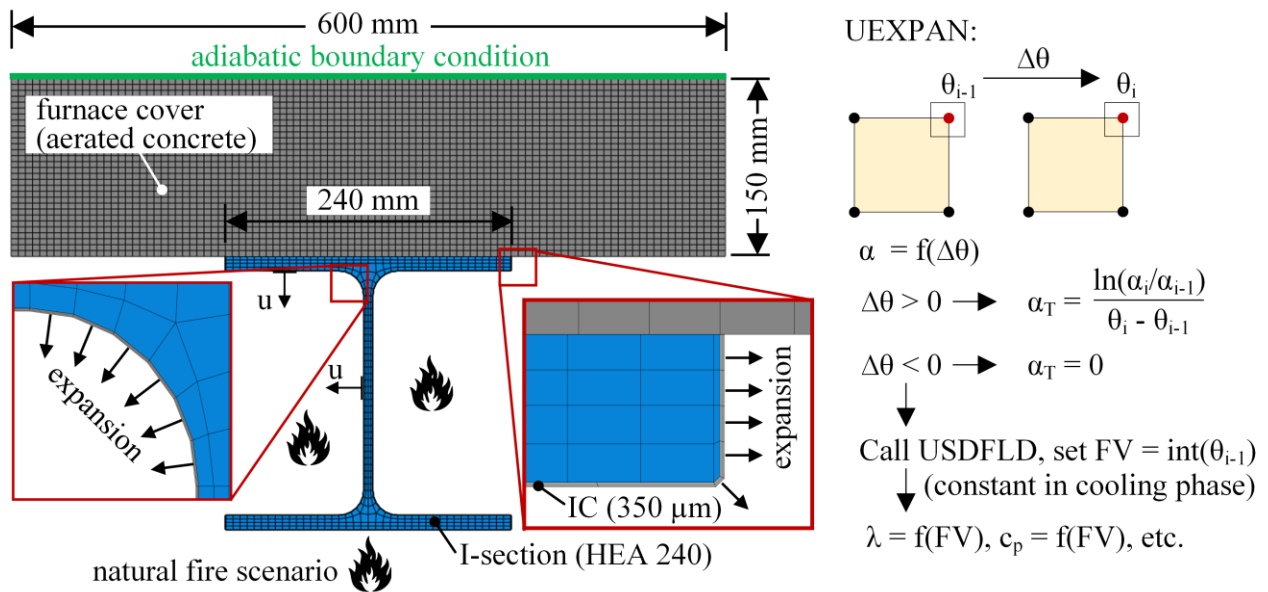 600 mm
adiabatic boundary condition
furnace cover
(aerated concrete)
150 mm
240 mm
u
u
expansion
expansion
IC (350 μm)
I-section (HEA 240)
natural fire scenario
UEXPAN:
Δθ
θi-1
θi
α = f(Δθ)
Δθ > 0 → αT = ln(αi/αi-1) / θi - θi-1
Δθ < 0 → αT = 0
Call USDFLD, set FV = int(θi-1)
(constant in cooling phase)
λ = f(FV), cp = f(FV), etc.